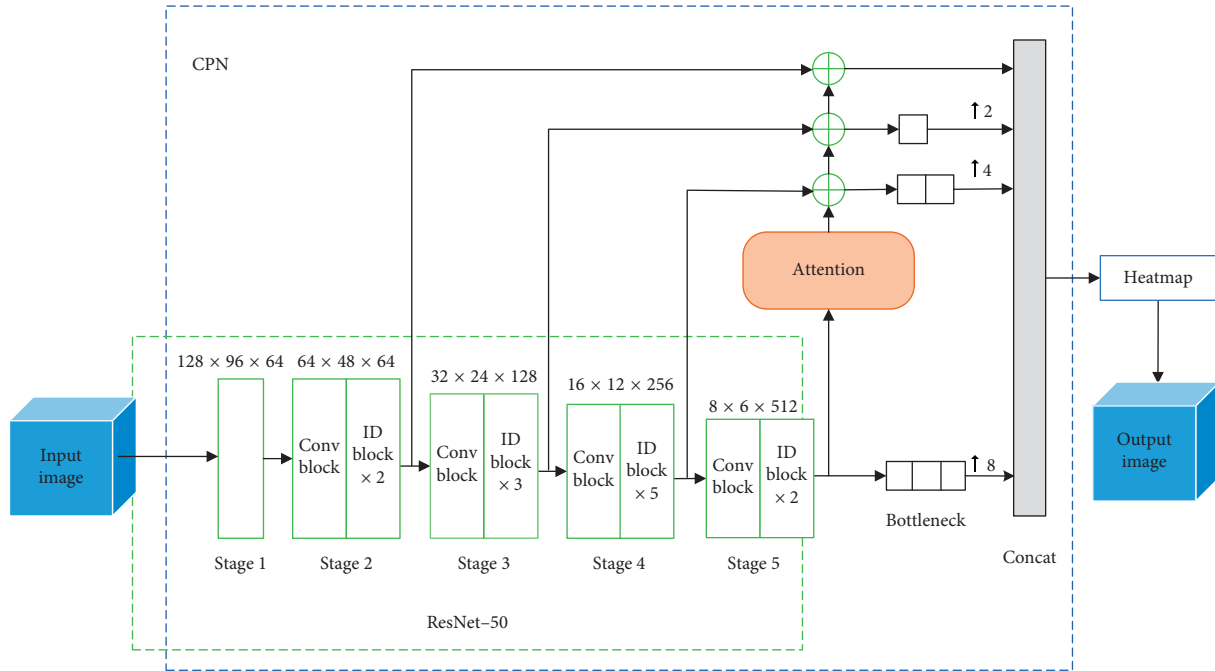 CPN
↑ 2
↑ 4
Attention
Heatmap
128 × 96 × 64
64 × 48 × 64
32 × 24 × 128
16 × 12 × 256
8 × 6 × 512
Input
image
Conv
block
ID
block
× 2
Conv
block
ID
block
× 3
Conv
block
ID
block
× 5
Conv
block
ID
block
× 2
↑ 8
Output
image
Bottleneck
Stage 1
Stage 2
Stage 3
Stage 4
Stage 5
Concat
ResNet–50